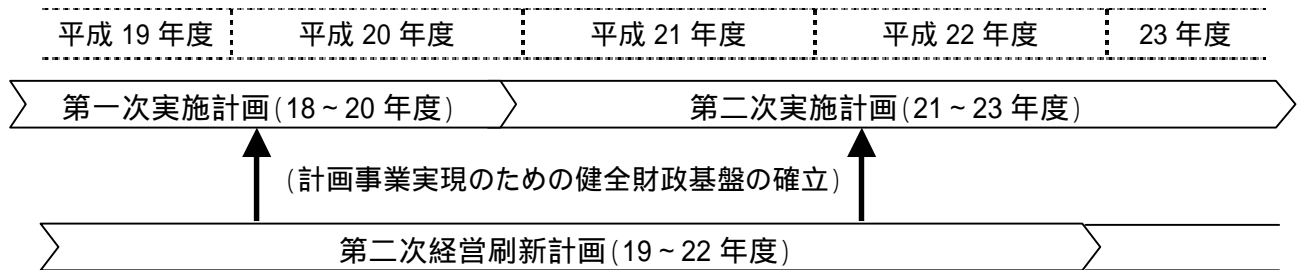 平成 19 年度 平成 20 年度 平成 21 年度 平成 22 年度 23 年度
第一次実施計画(18~20 年度) 第二次実施計画(21~23 年度)
(計画事業実現のための健全財政基盤の確立)
第二次経営刷新計画(19~22 年度)